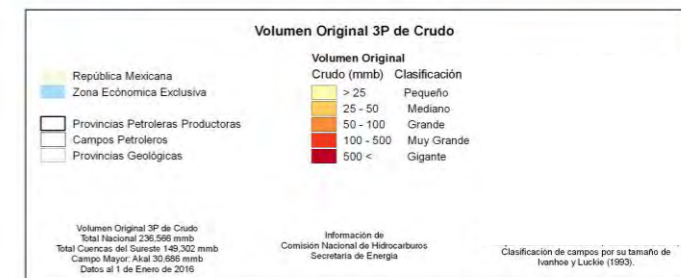 Volumen Original 3P de Crudo
República Mexicana
Zona Ecónomica Exclusiva
Provincias Petroleras Productoras
Campos Petroleros
Provincias Geológicas
Volumen Original
Crudo (mmb) Clasificación
> 25 Pequeño
25 - 50 Mediano
50 - 100 Grande
100 - 500 Muy Grande
500 < Gigante
Volumen Original 3P de Crudo
Total Nacional 236,566 mmb
Total Cuencas del Sureste 149,302 mmb
Campo Mayor: Akal 30,686 mmb
Datos al 1 de Enero de 2016
Información de
Comisión Nacional de Hidrocarburos
Secretaría de Energía
Clasificación de campos por su tamaño de
Ivanhoe y Luckie (1993).